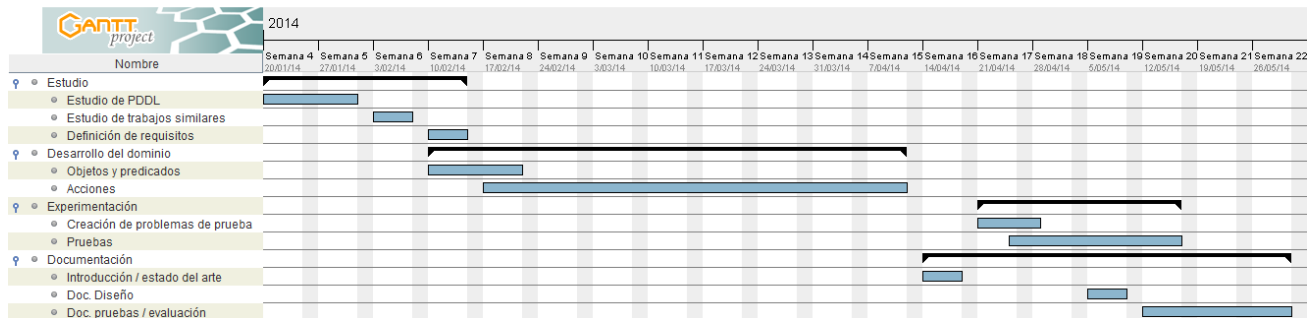 GANTT
project
2014
Nombre
Semana 4 Semana 5 Semana 6 Semana 7 Semana 8 Semana 9 Semana 10 Semana 11 Semana 12 Semana 13 Semana 14 Semana 15 Semana 16 Semana 17 Semana 18 Semana 19 Semana 20 Semana 21 Semana 22
20/01/14 27/01/14 3/02/14 10/02/14 17/02/14 24/02/14 3/03/14 10/03/14 17/03/14 24/03/14 31/03/14 7/04/14 14/04/14 21/04/14 28/04/14 5/05/14 12/05/14 19/05/14 26/05/14
Estudio
Estudio de PDDL
Estudio de trabajos similares
Definición de requisitos
Desarrollo del dominio
Objetos y predicados
Acciones
Experimentación
Creación de problemas de prueba
Pruebas
Documentación
Introducción / estado del arte
Doc. Diseño
Doc. pruebas / evaluación